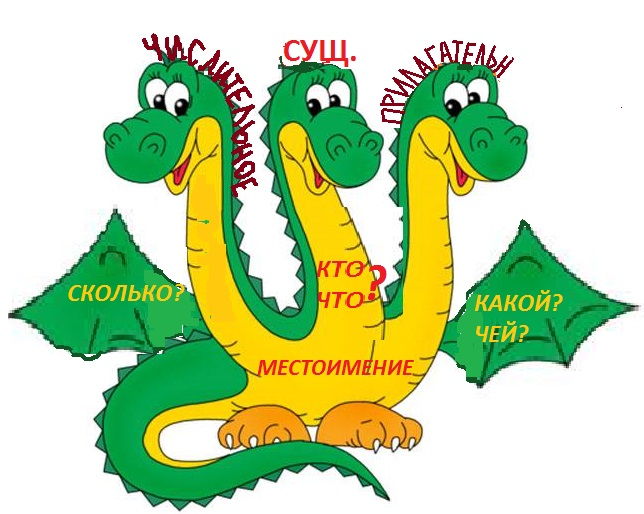 ЧИСЛИТЕЛЬНОЕ
СУЩ.
ПРИЛАГАТЕЛЬН
СКОЛЬКО?
КТО
ЧТО?
КАКОЙ?
ЧЕЙ?
МЕСТОИМЕНИЕ